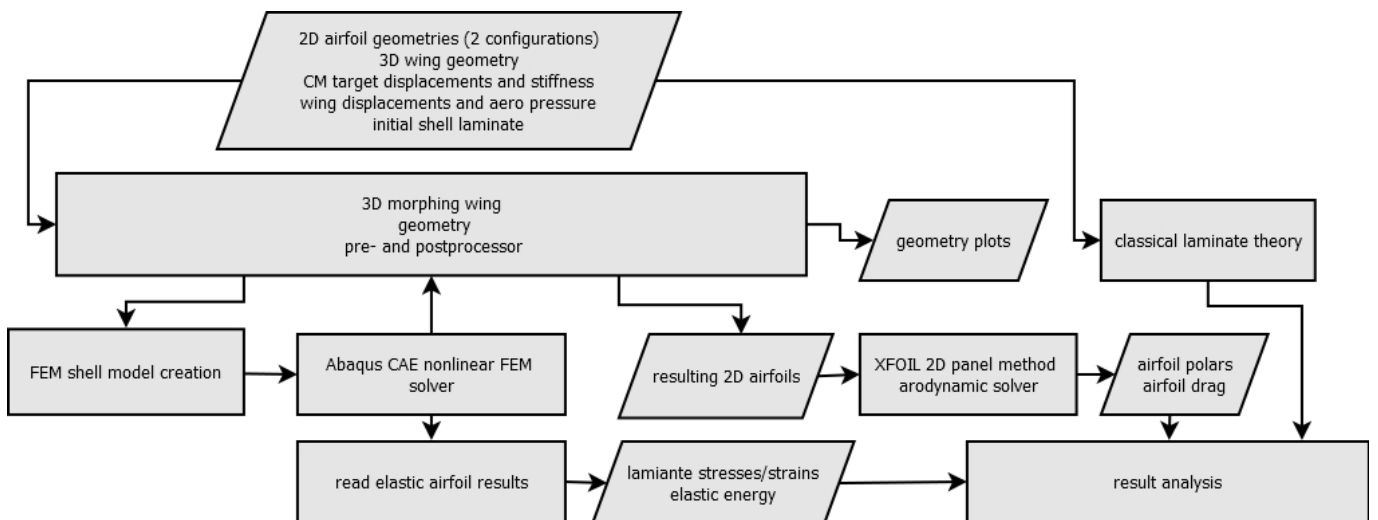 2D airfoil geometries (2 configurations)
3D wing geometry
CM target displacements and stiffness
wing displacements and aero pressure
initial shell laminate
3D morphing wing
geometry
pre- and postprocessor
geometry plots
classical laminate theory
FEM shell model creation
Abaqus CAE nonlinear FEM
solver
resulting 2D airfoils
XFOIL 2D panel method
arodynamic solver
airfoil polars
airfoil drag
read elastic airfoil results
lamiante stresses/strains
elastic energy
result analysis